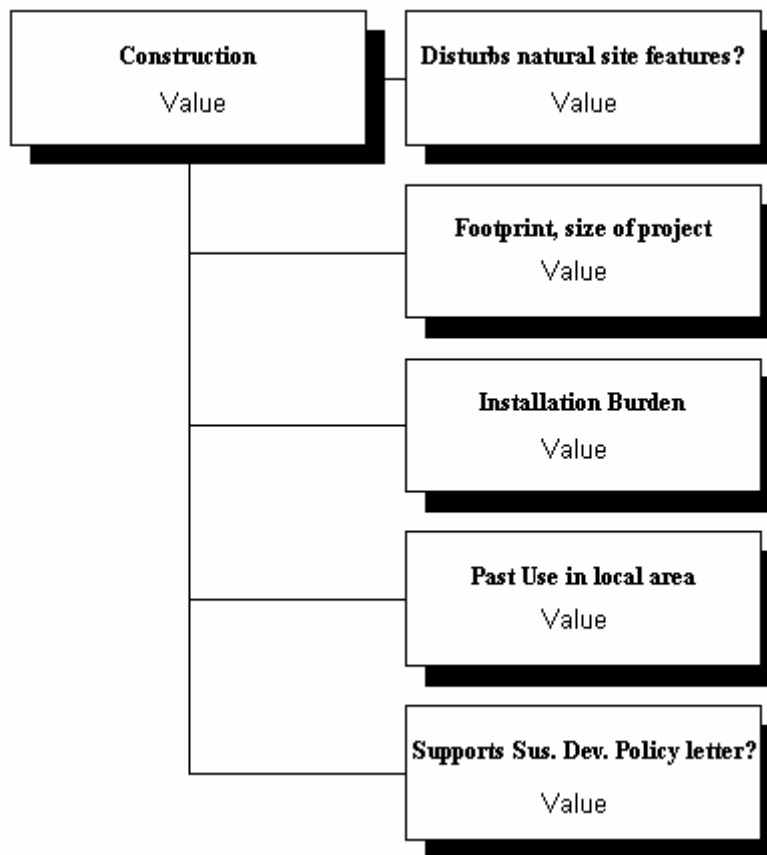 Construction
Value
Disturbs natural site features?
Value
Footprint, size of project
Value
Installation Burden
Value
Past Use in local area
Value
Supports Sus. Dev. Policy letter?
Value